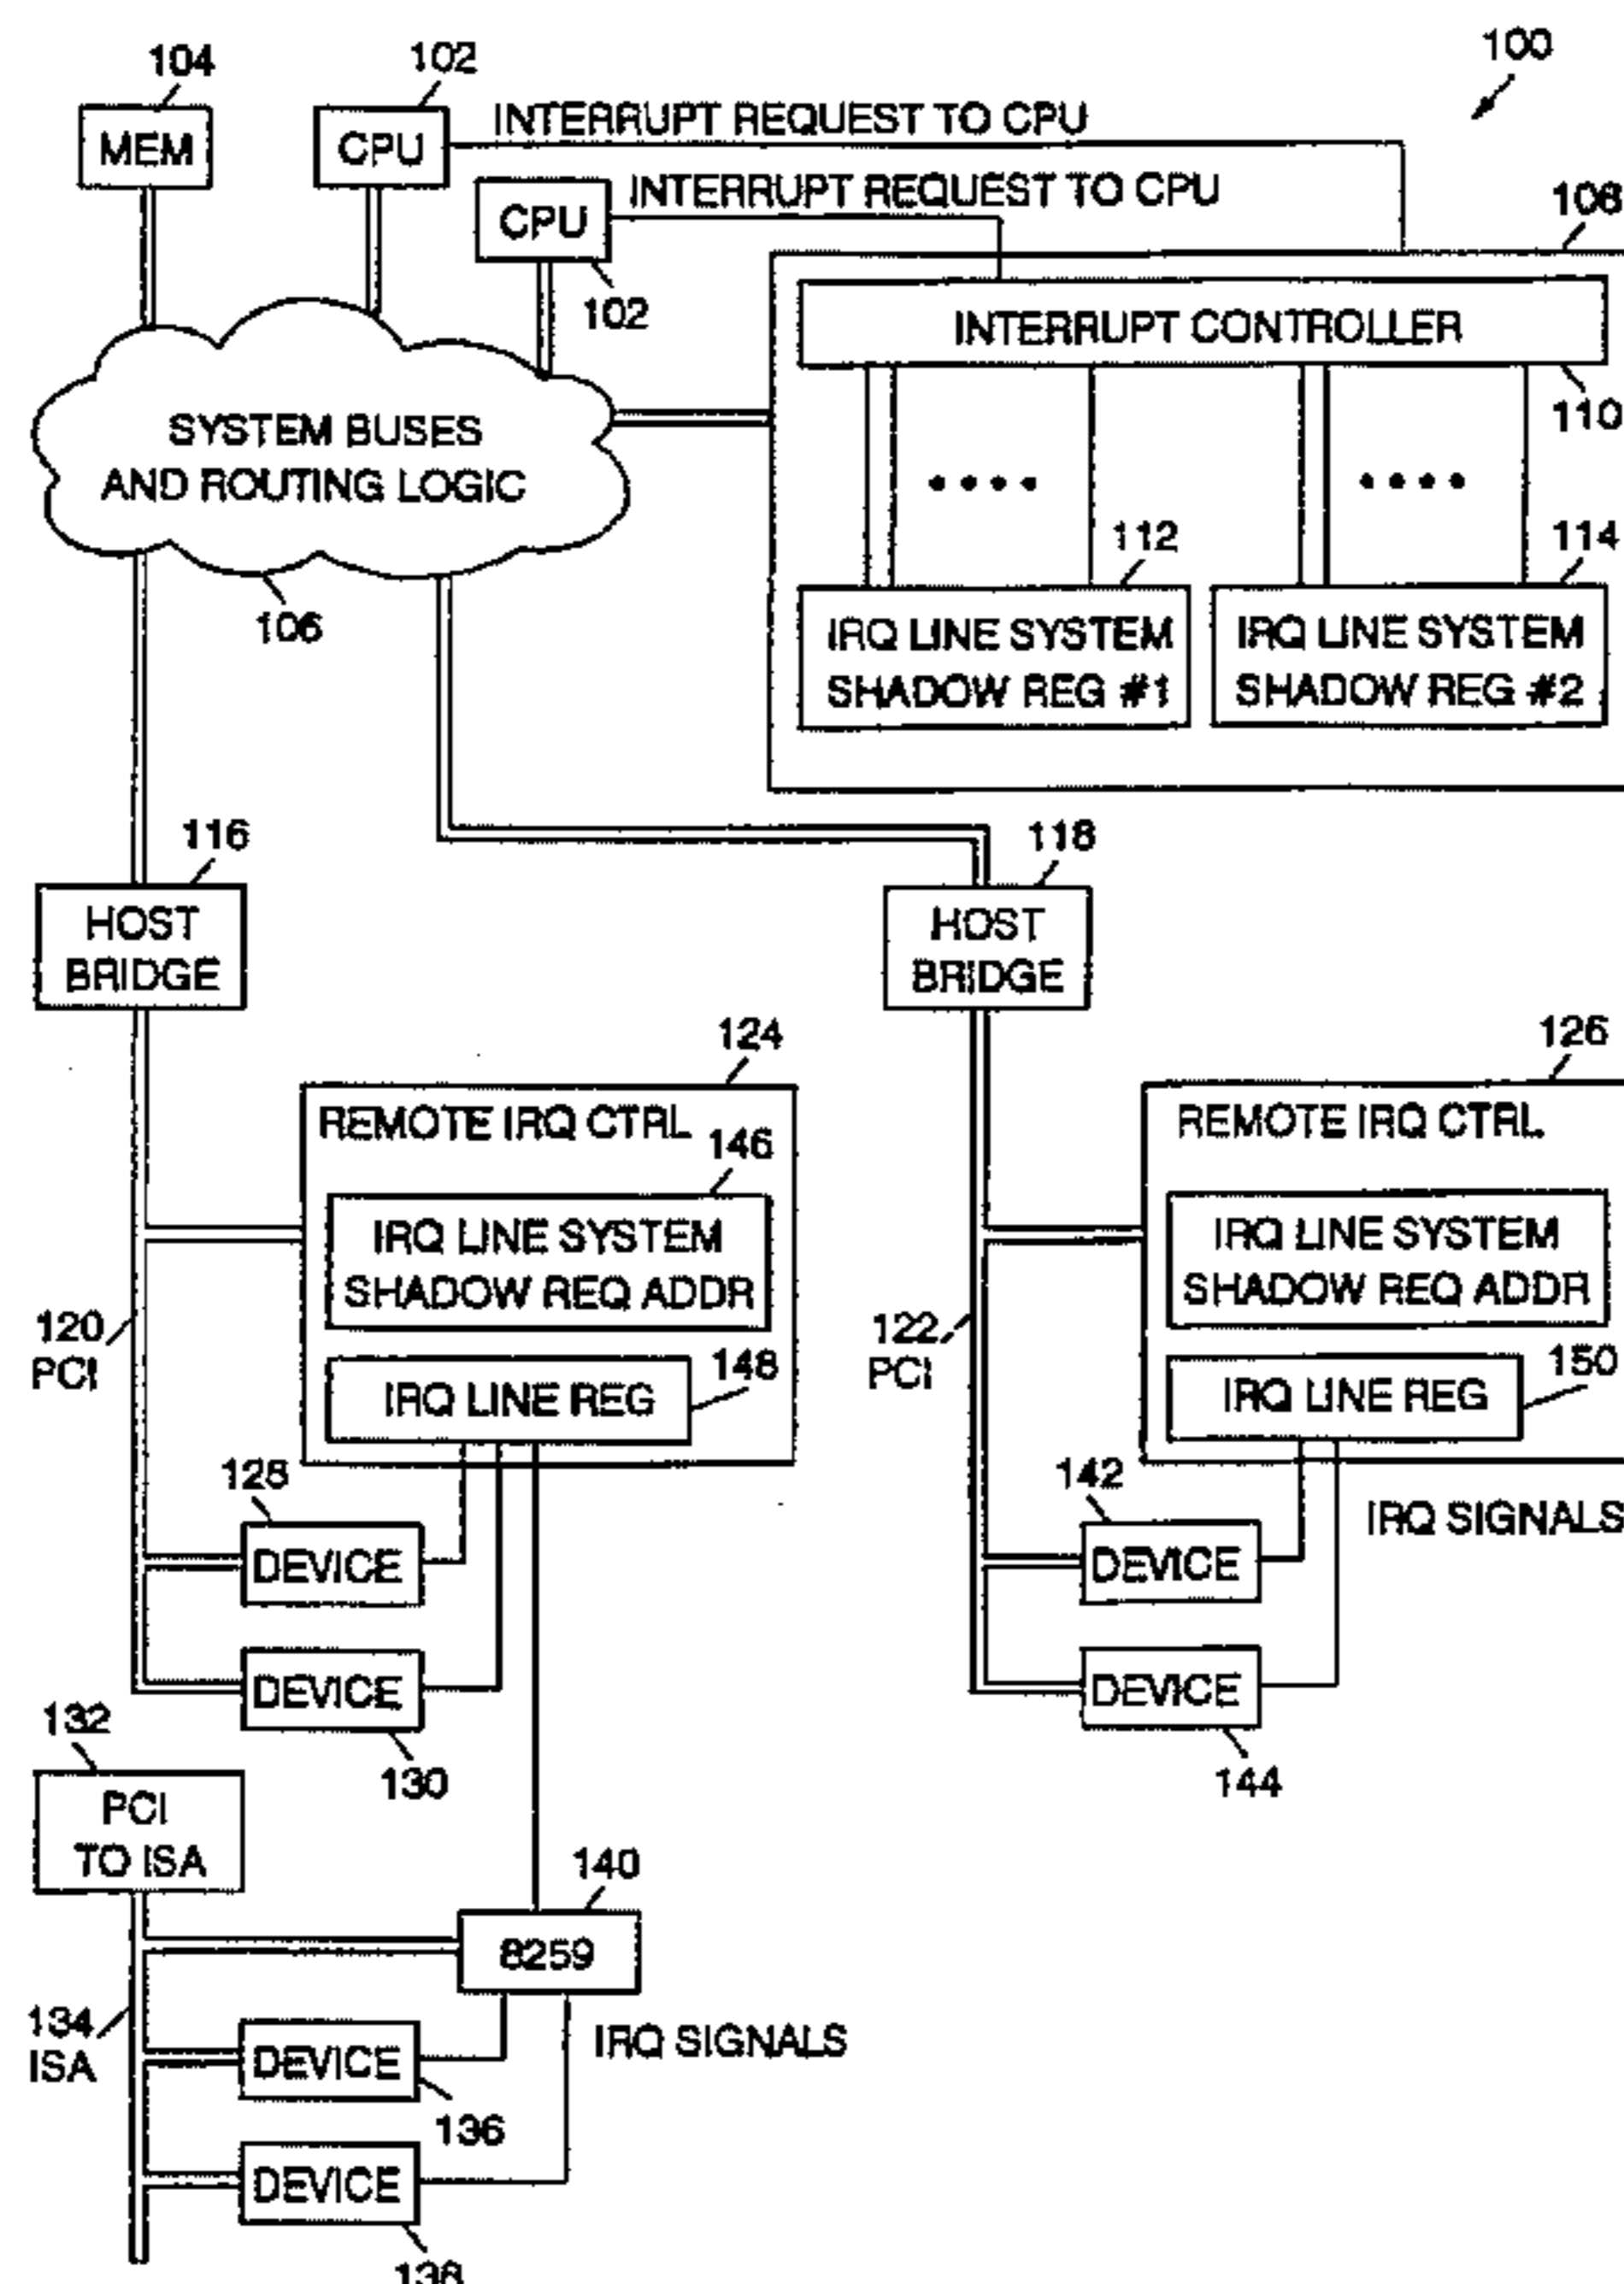 100
104
102
MEM
CPU
INTERRUPT REQUEST TO CPU
CPU
INTERRUPT REQUEST TO CPU
102
108
INTERRUPT CONTROLLER
110
SYSTEM BUSES
AND ROUTING LOGIC
106
112
114
IRQ LINE SYSTEM
SHADOW REG #1
IRQ LINE SYSTEM
SHADOW REG #2
116
118
HOST
BRIDGE
HOST
BRIDGE
124
126
REMOTE IRQ CTRL
146
IRQ LINE SYSTEM
SHADOW REQ ADDR
148
IRQ LINE REG
REMOTE IRQ CTRL
IRQ LINE SYSTEM
SHADOW REQ ADDR
150
IRQ LINE REG
120
PCI
122
PCI
128
DEVICE
DEVICE
130
142
DEVICE
DEVICE
144
IRQ SIGNALS
132
PCI
TO ISA
140
8259
134
ISA
DEVICE
136
IRQ SIGNALS
DEVICE
138